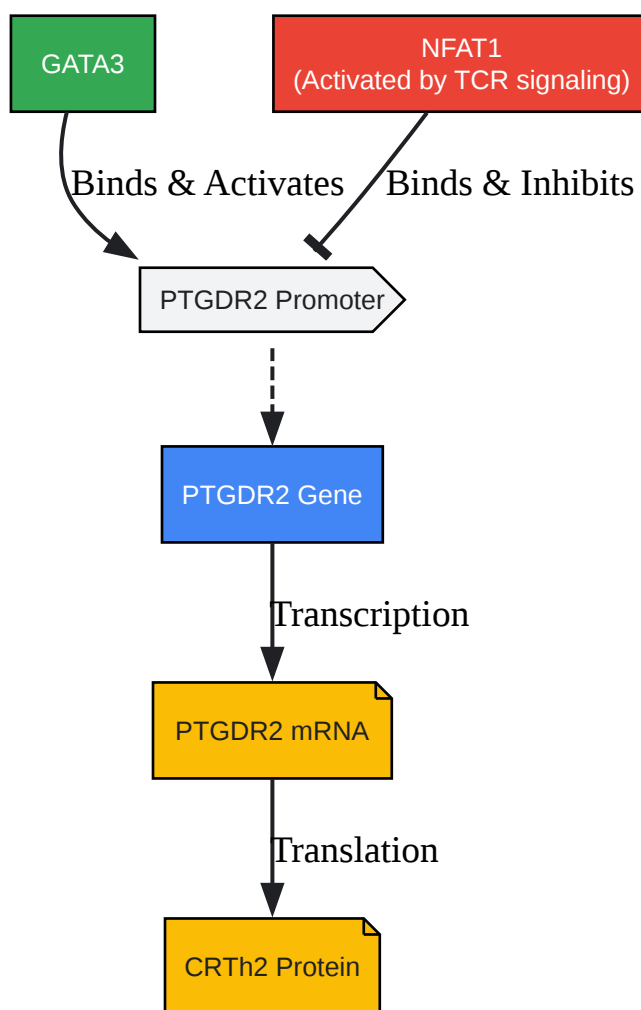 GATA3
NFAT1
(Activated by TCR signaling)
Binds & Activates
Binds & Inhibits
PTGDR2 Promoter
PTGDR2 Gene
Transcription
PTGDR2 mRNA
Translation
CRTh2 Protein